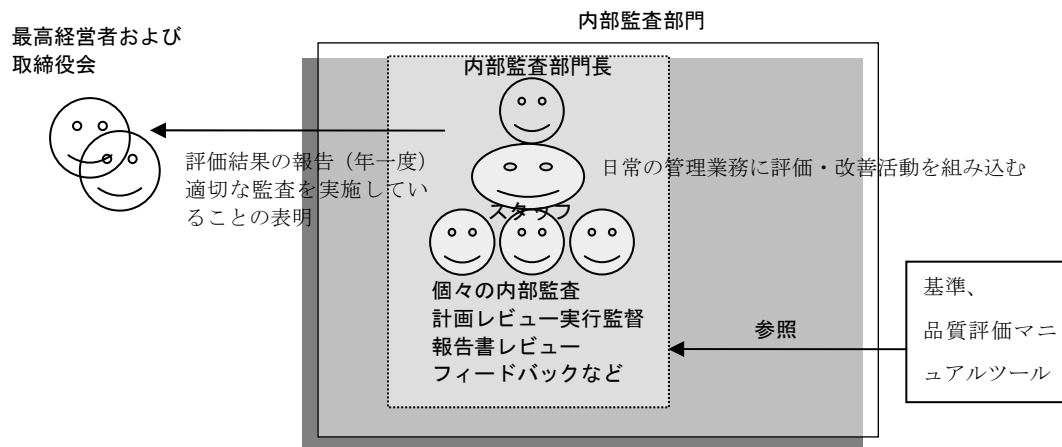 内部監査部門
最高経営者および
取締役会
内部監査部門長
評価結果の報告（年一度）
適切な監査を実施してい
ることの表明
日常の管理業務に評価・改善活動を組み込む
スタッフ
個々の内部監査
計画レビュー実行監督
報告書レビュー
フィードバックなど
参照
基準、
品質評価マニ
ュアルツール